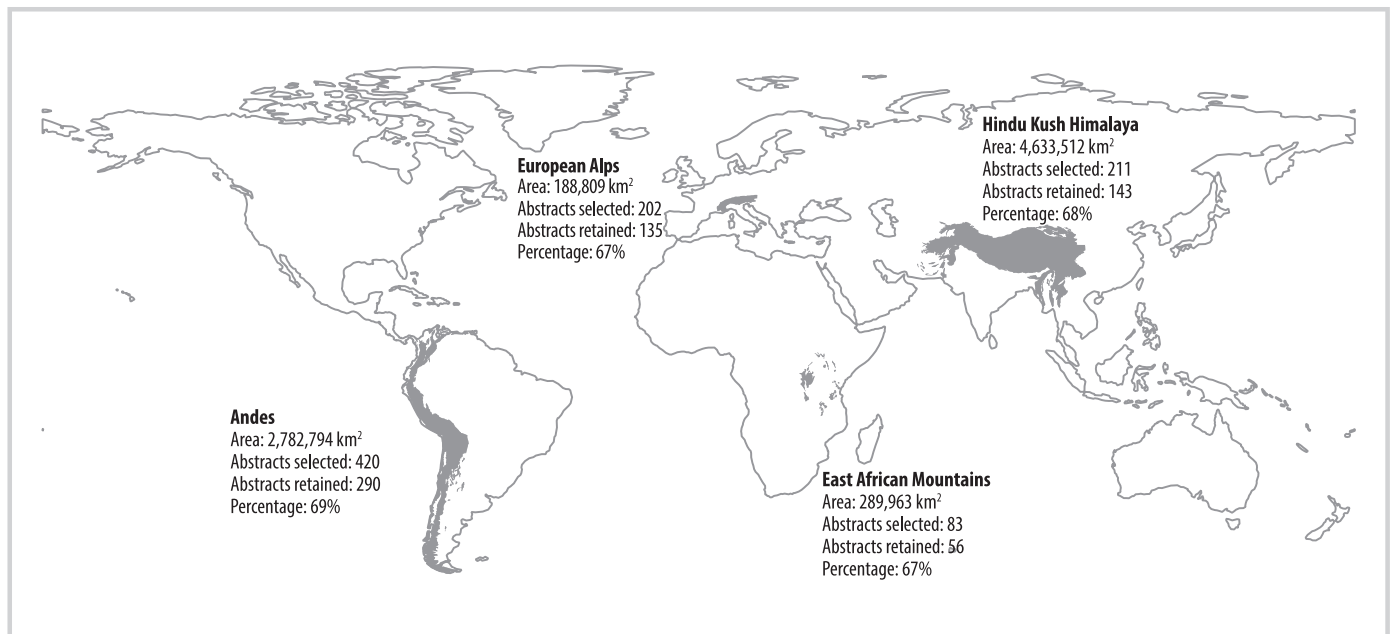 European Alps
Area: 188,809 km²
Abstracts selected: 202
Abstracts retained: 135
Percentage: 67%
Hindu Kush Himalaya
Area: 4,633,512 km²
Abstracts selected: 211
Abstracts retained: 143
Percentage: 68%
Andes
Area: 2,782,794 km²
Abstracts selected: 420
Abstracts retained: 290
Percentage: 69%
East African Mountains
Area: 289,963 km²
Abstracts selected: 83
Abstracts retained: 56
Percentage: 67%